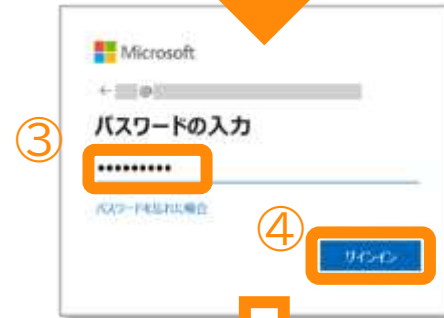 Microsoft
← @
パスワードの入力
③
•••••••••
パスワードを忘れた場合
④
サインイン